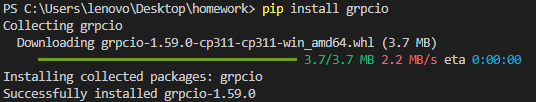 PS C:\Users\lenovo\Desktop\homework> pip install grpcio
Collecting grpcio
  Downloading grpcio-1.59.0-cp311-cp311-win_amd64.whl (3.7 MB)
3.7/3.7 MB 2.2 MB/s eta 0:00:00
Installing collected packages: grpcio
Successfully installed grpcio-1.59.0